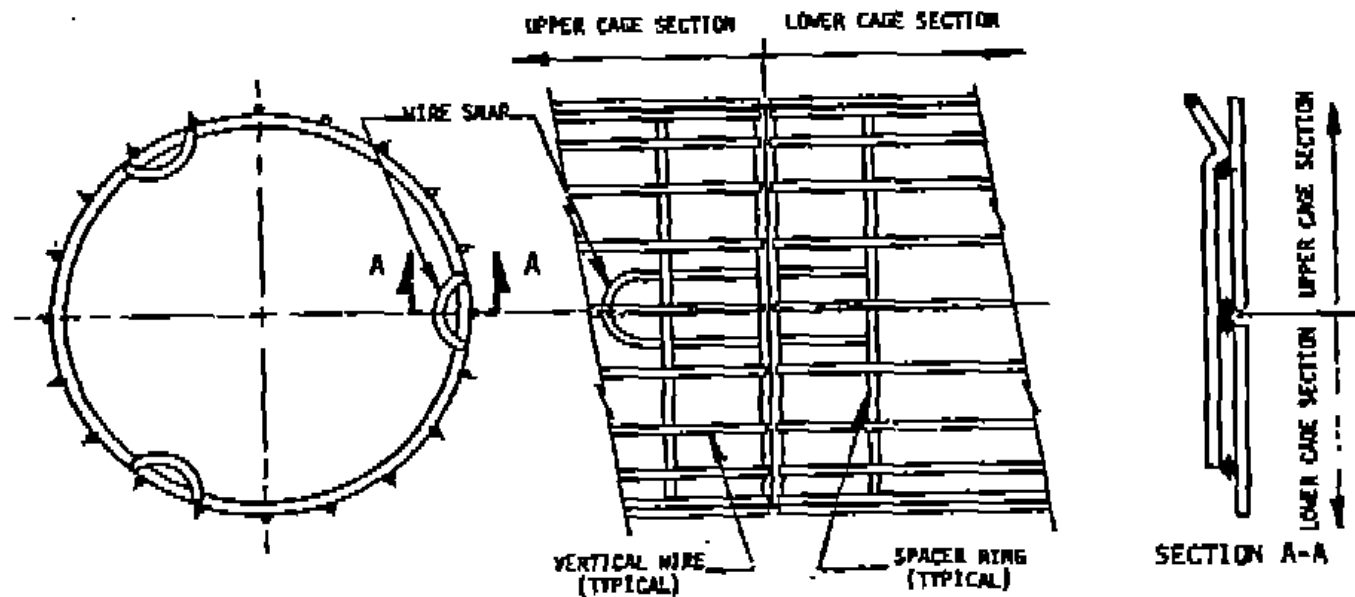 UPPER CAGE SECTION
LOWER CAGE SECTION
WIRE SNAP
A
A
UPPER CAGE SECTION
LOWER CAGE SECTION
VERTICAL WIRE
(TYPICAL)
SPACER RING
(TYPICAL)
SECTION A-A